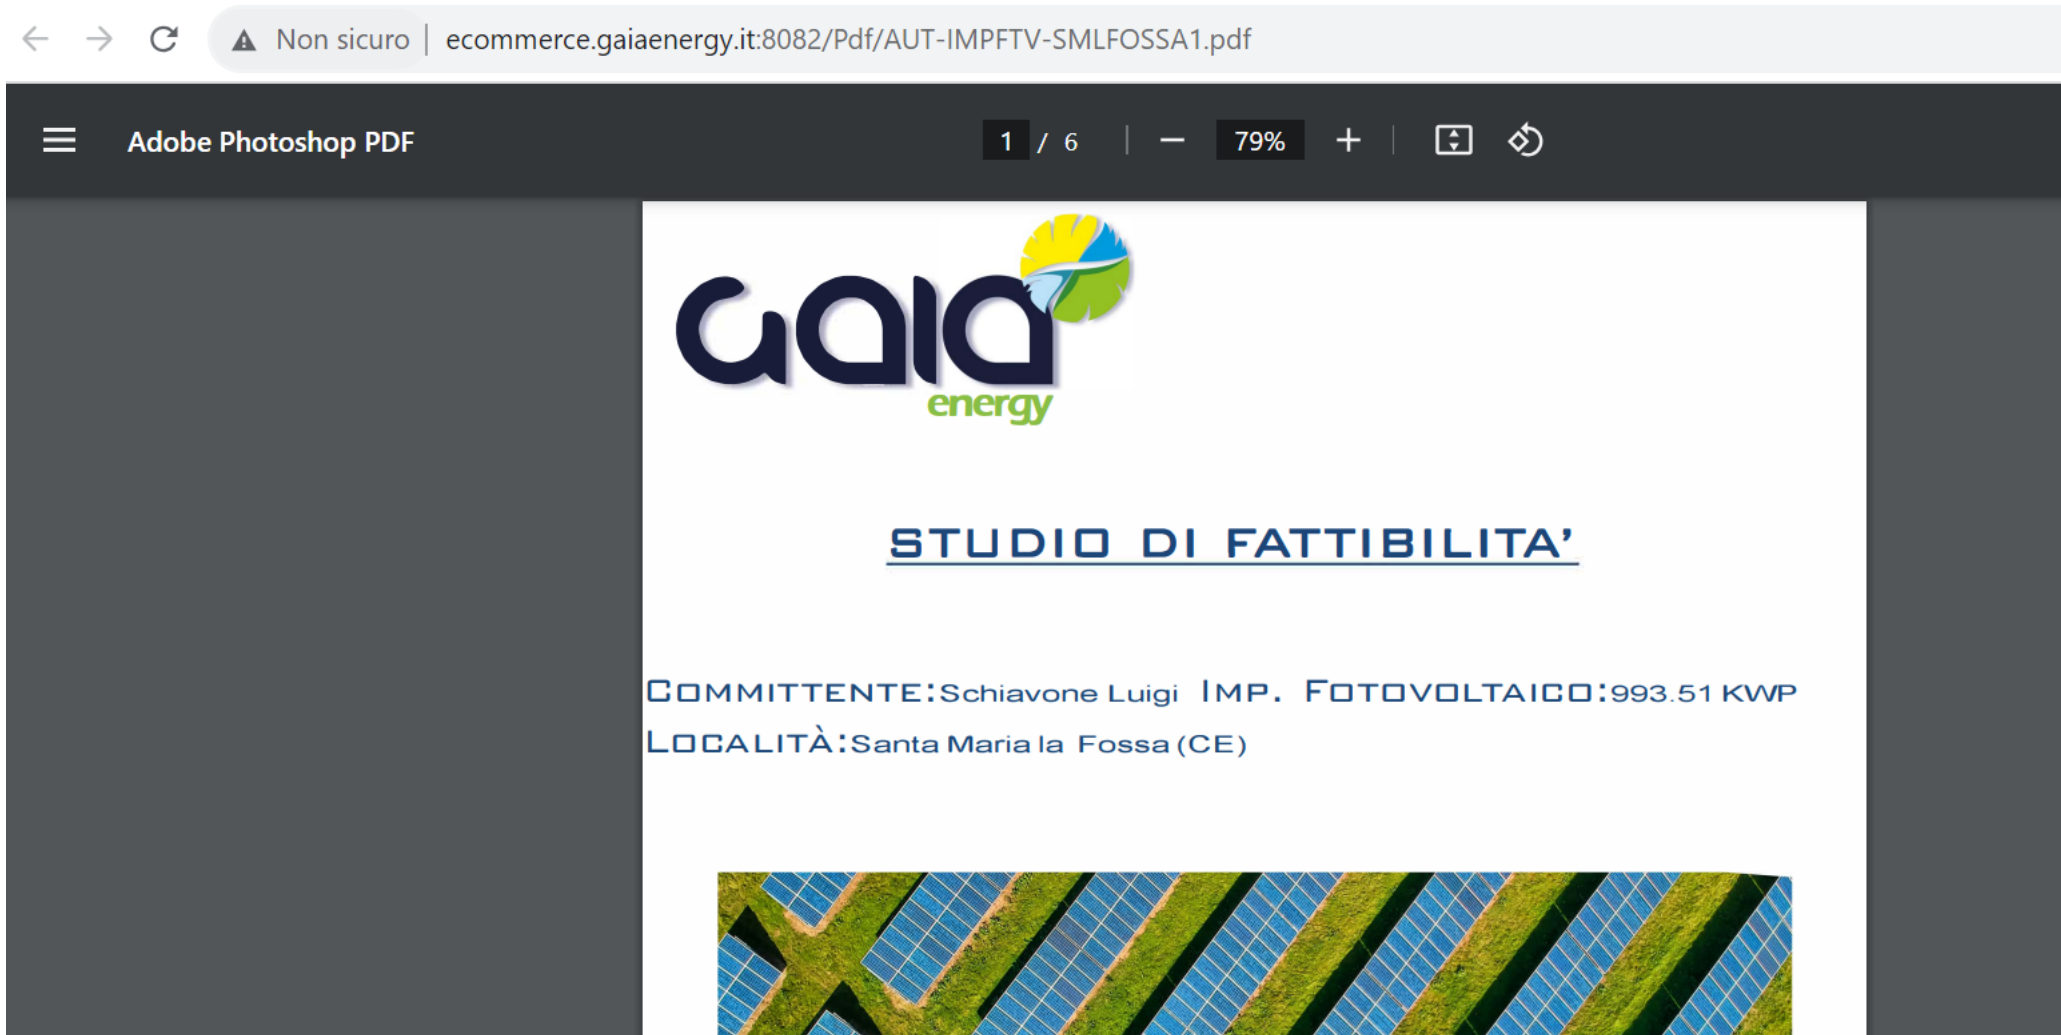 Non sicuro | ecommerce.gaiaenergy.it:8082/Pdf/AUT-IMPFTV-SMLFOSSA1.pdf
Adobe Photoshop PDF 1 / 6 79%
GAIA
energy
STUDIO DI FATTIBILITA'
COMMITTENTE:Schiavone Luigi IMP. FOTOVOLTAICO:993.51 KWP
LOCALITÀ:Santa Maria la Fossa (CE)